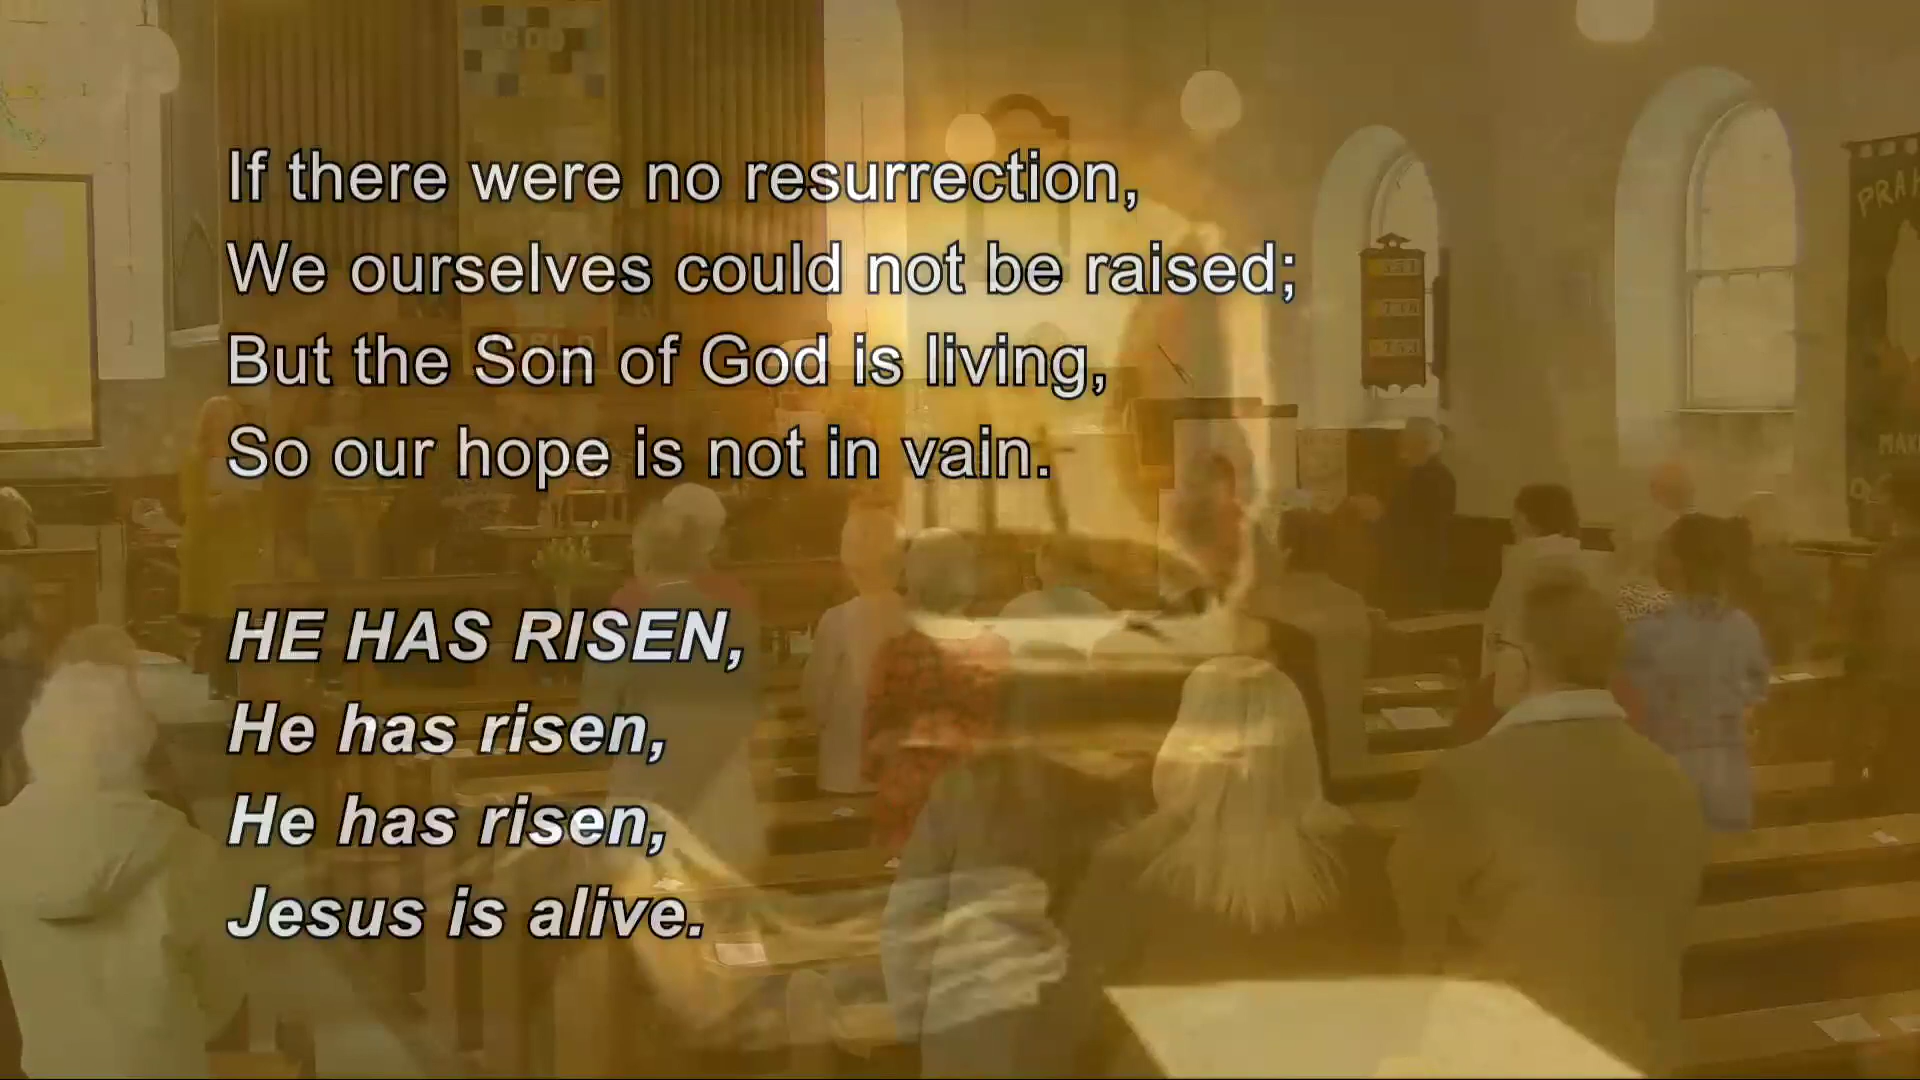 If there were no resurrection,
We ourselves could not be raised;
But the Son of God is living,
So our hope is not in vain.
HE HAS RISEN,
He has risen,
He has risen,
Jesus is alive.
GOD